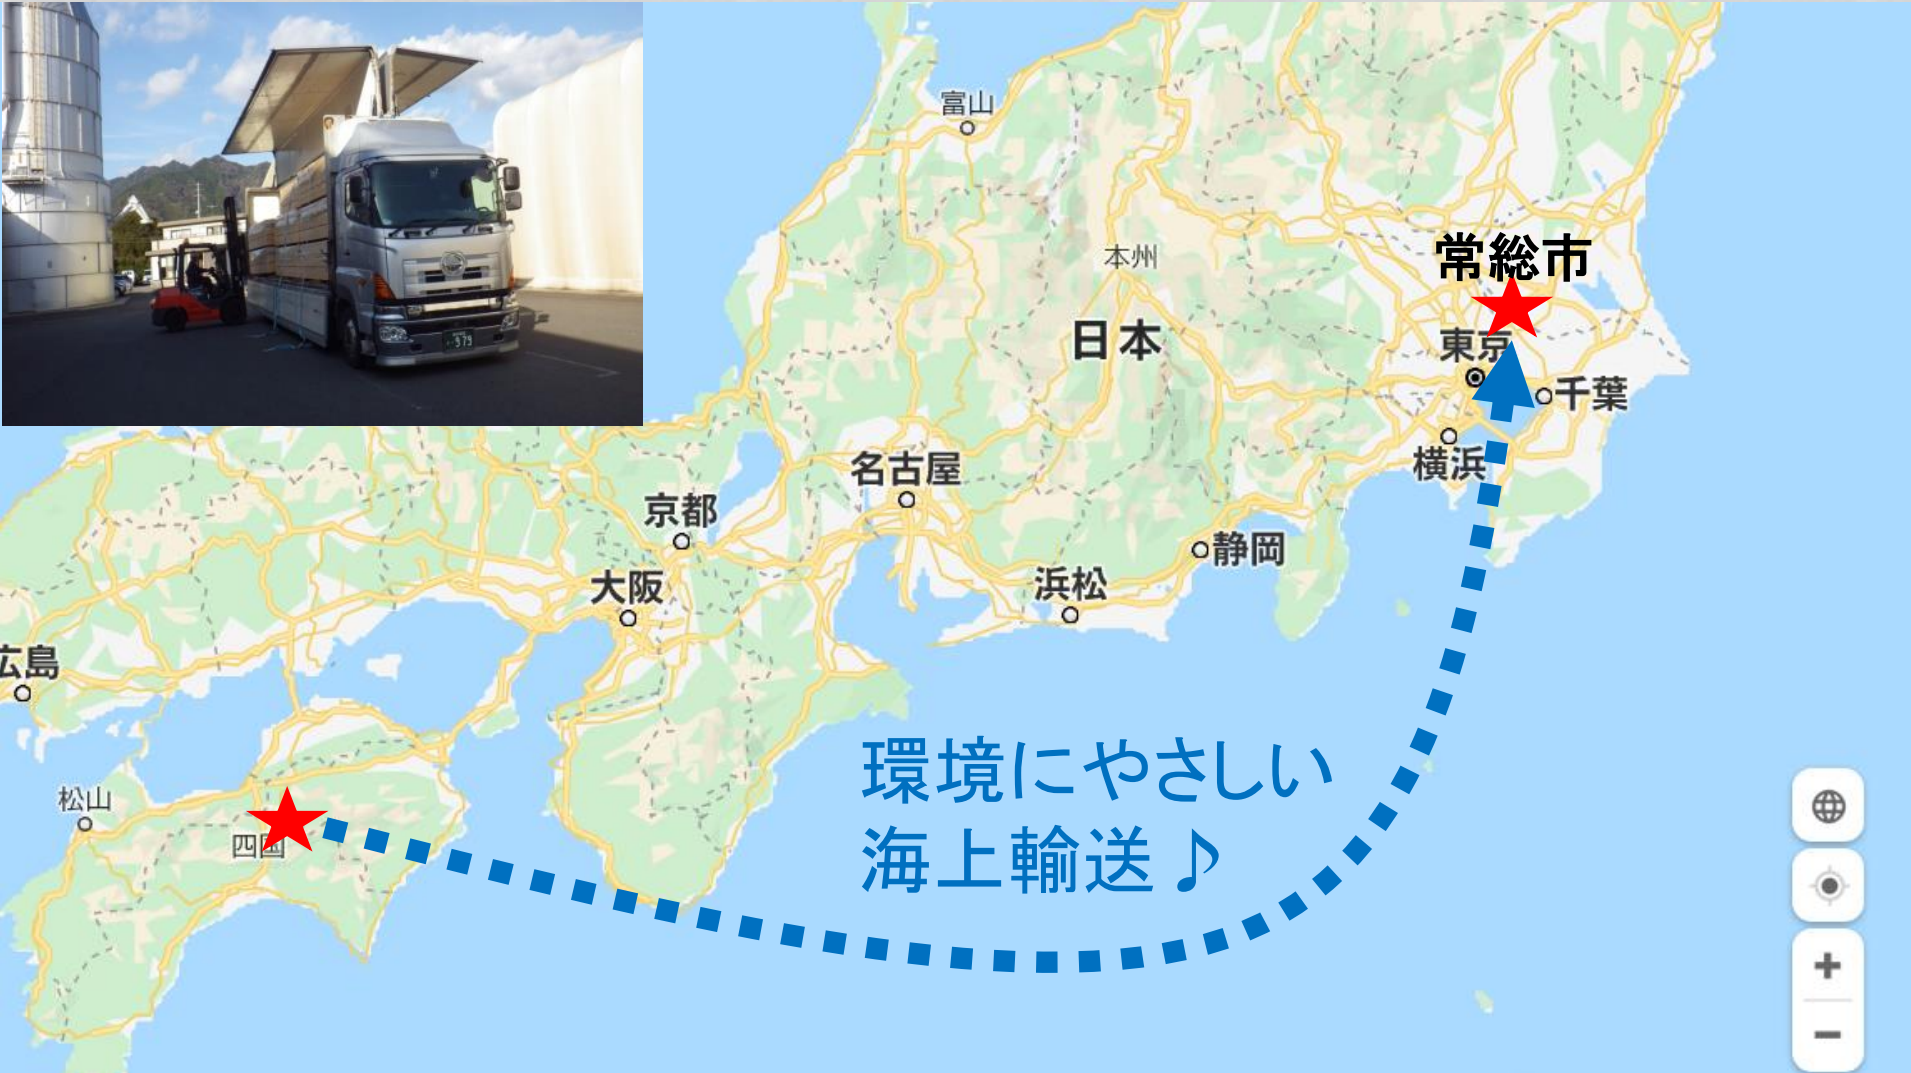 富山
本州
常総市
日本
東京
千葉
横浜
名古屋
京都
静岡
大阪
浜松
広島
環境にやさしい
海上輸送♪
松山
四国
979